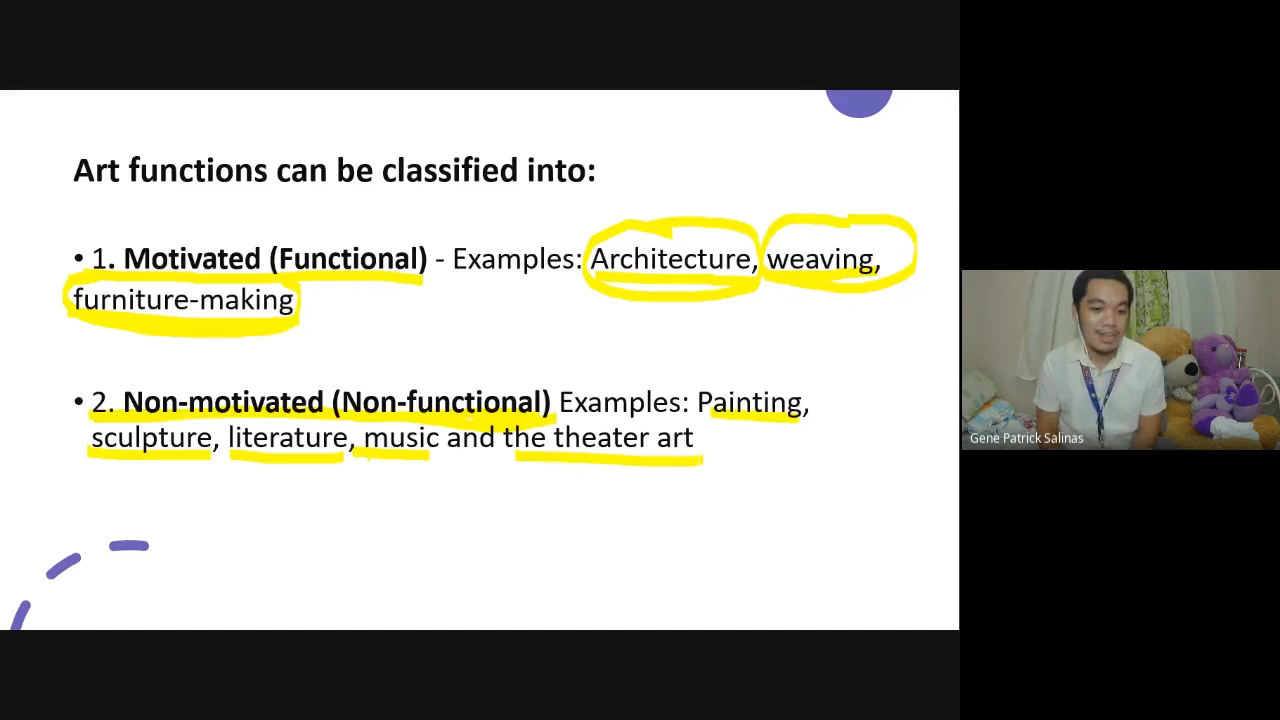 Art functions can be classified into:
• 1. Motivated (Functional) - Examples: Architecture, weaving,
furniture-making
• 2. Non-motivated (Non-functional) Examples: Painting,
sculpture, literature, music and the theater art
Gene Patrick Salinas